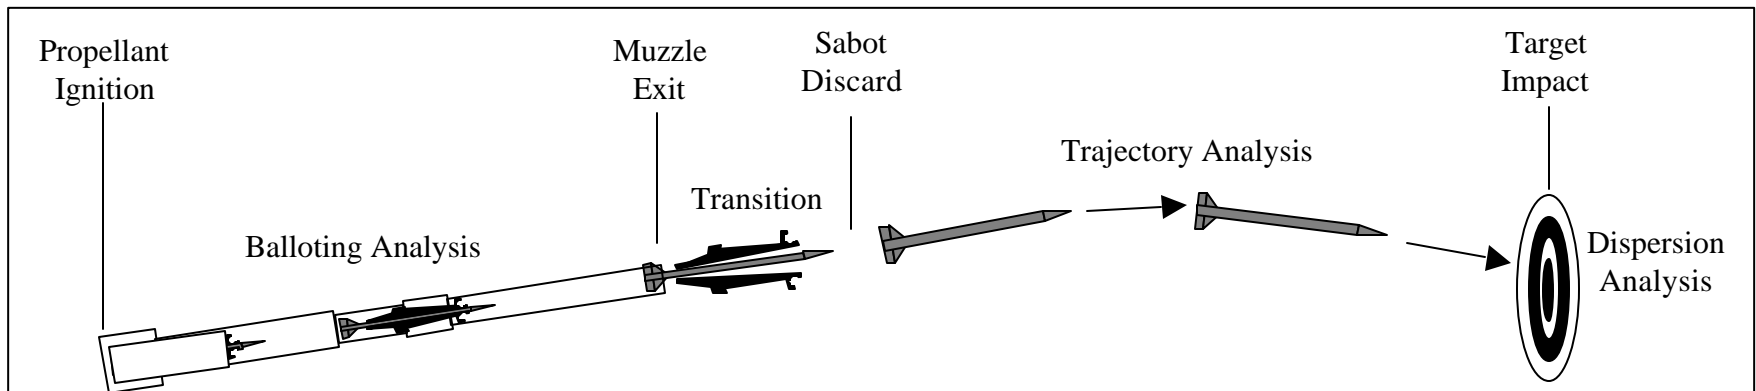 Propellant
Ignition
Muzzle
Exit
Sabot
Discard
Target
Impact
Trajectory Analysis
Transition
Balloting Analysis
Dispersion
Analysis